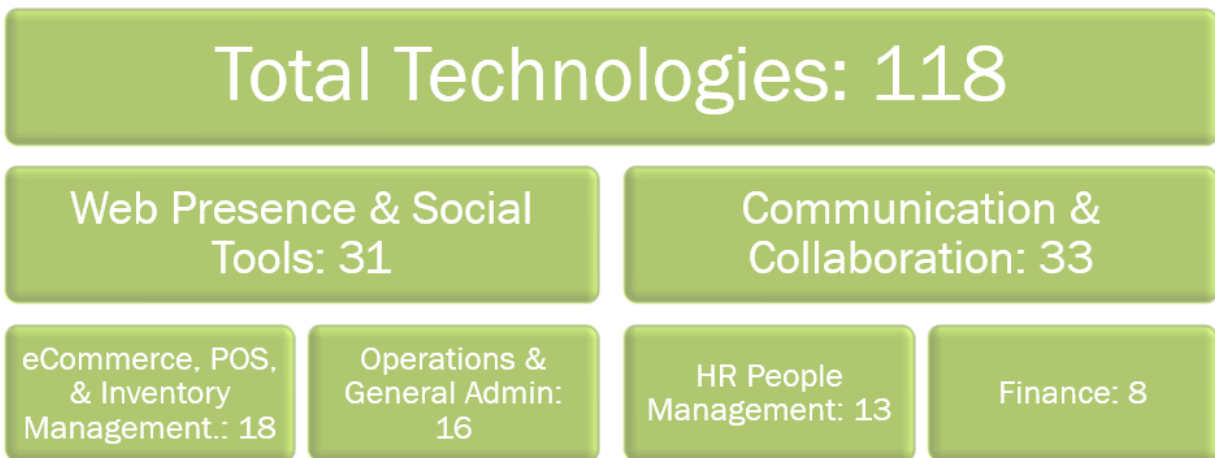 Total Technologies: 118
Web Presence & Social
Tools: 31
Communication &
Collaboration: 33
eCommerce, POS,
& Inventory
Management.: 18
Operations &
General Admin:
16
HR People
Management: 13
Finance: 8